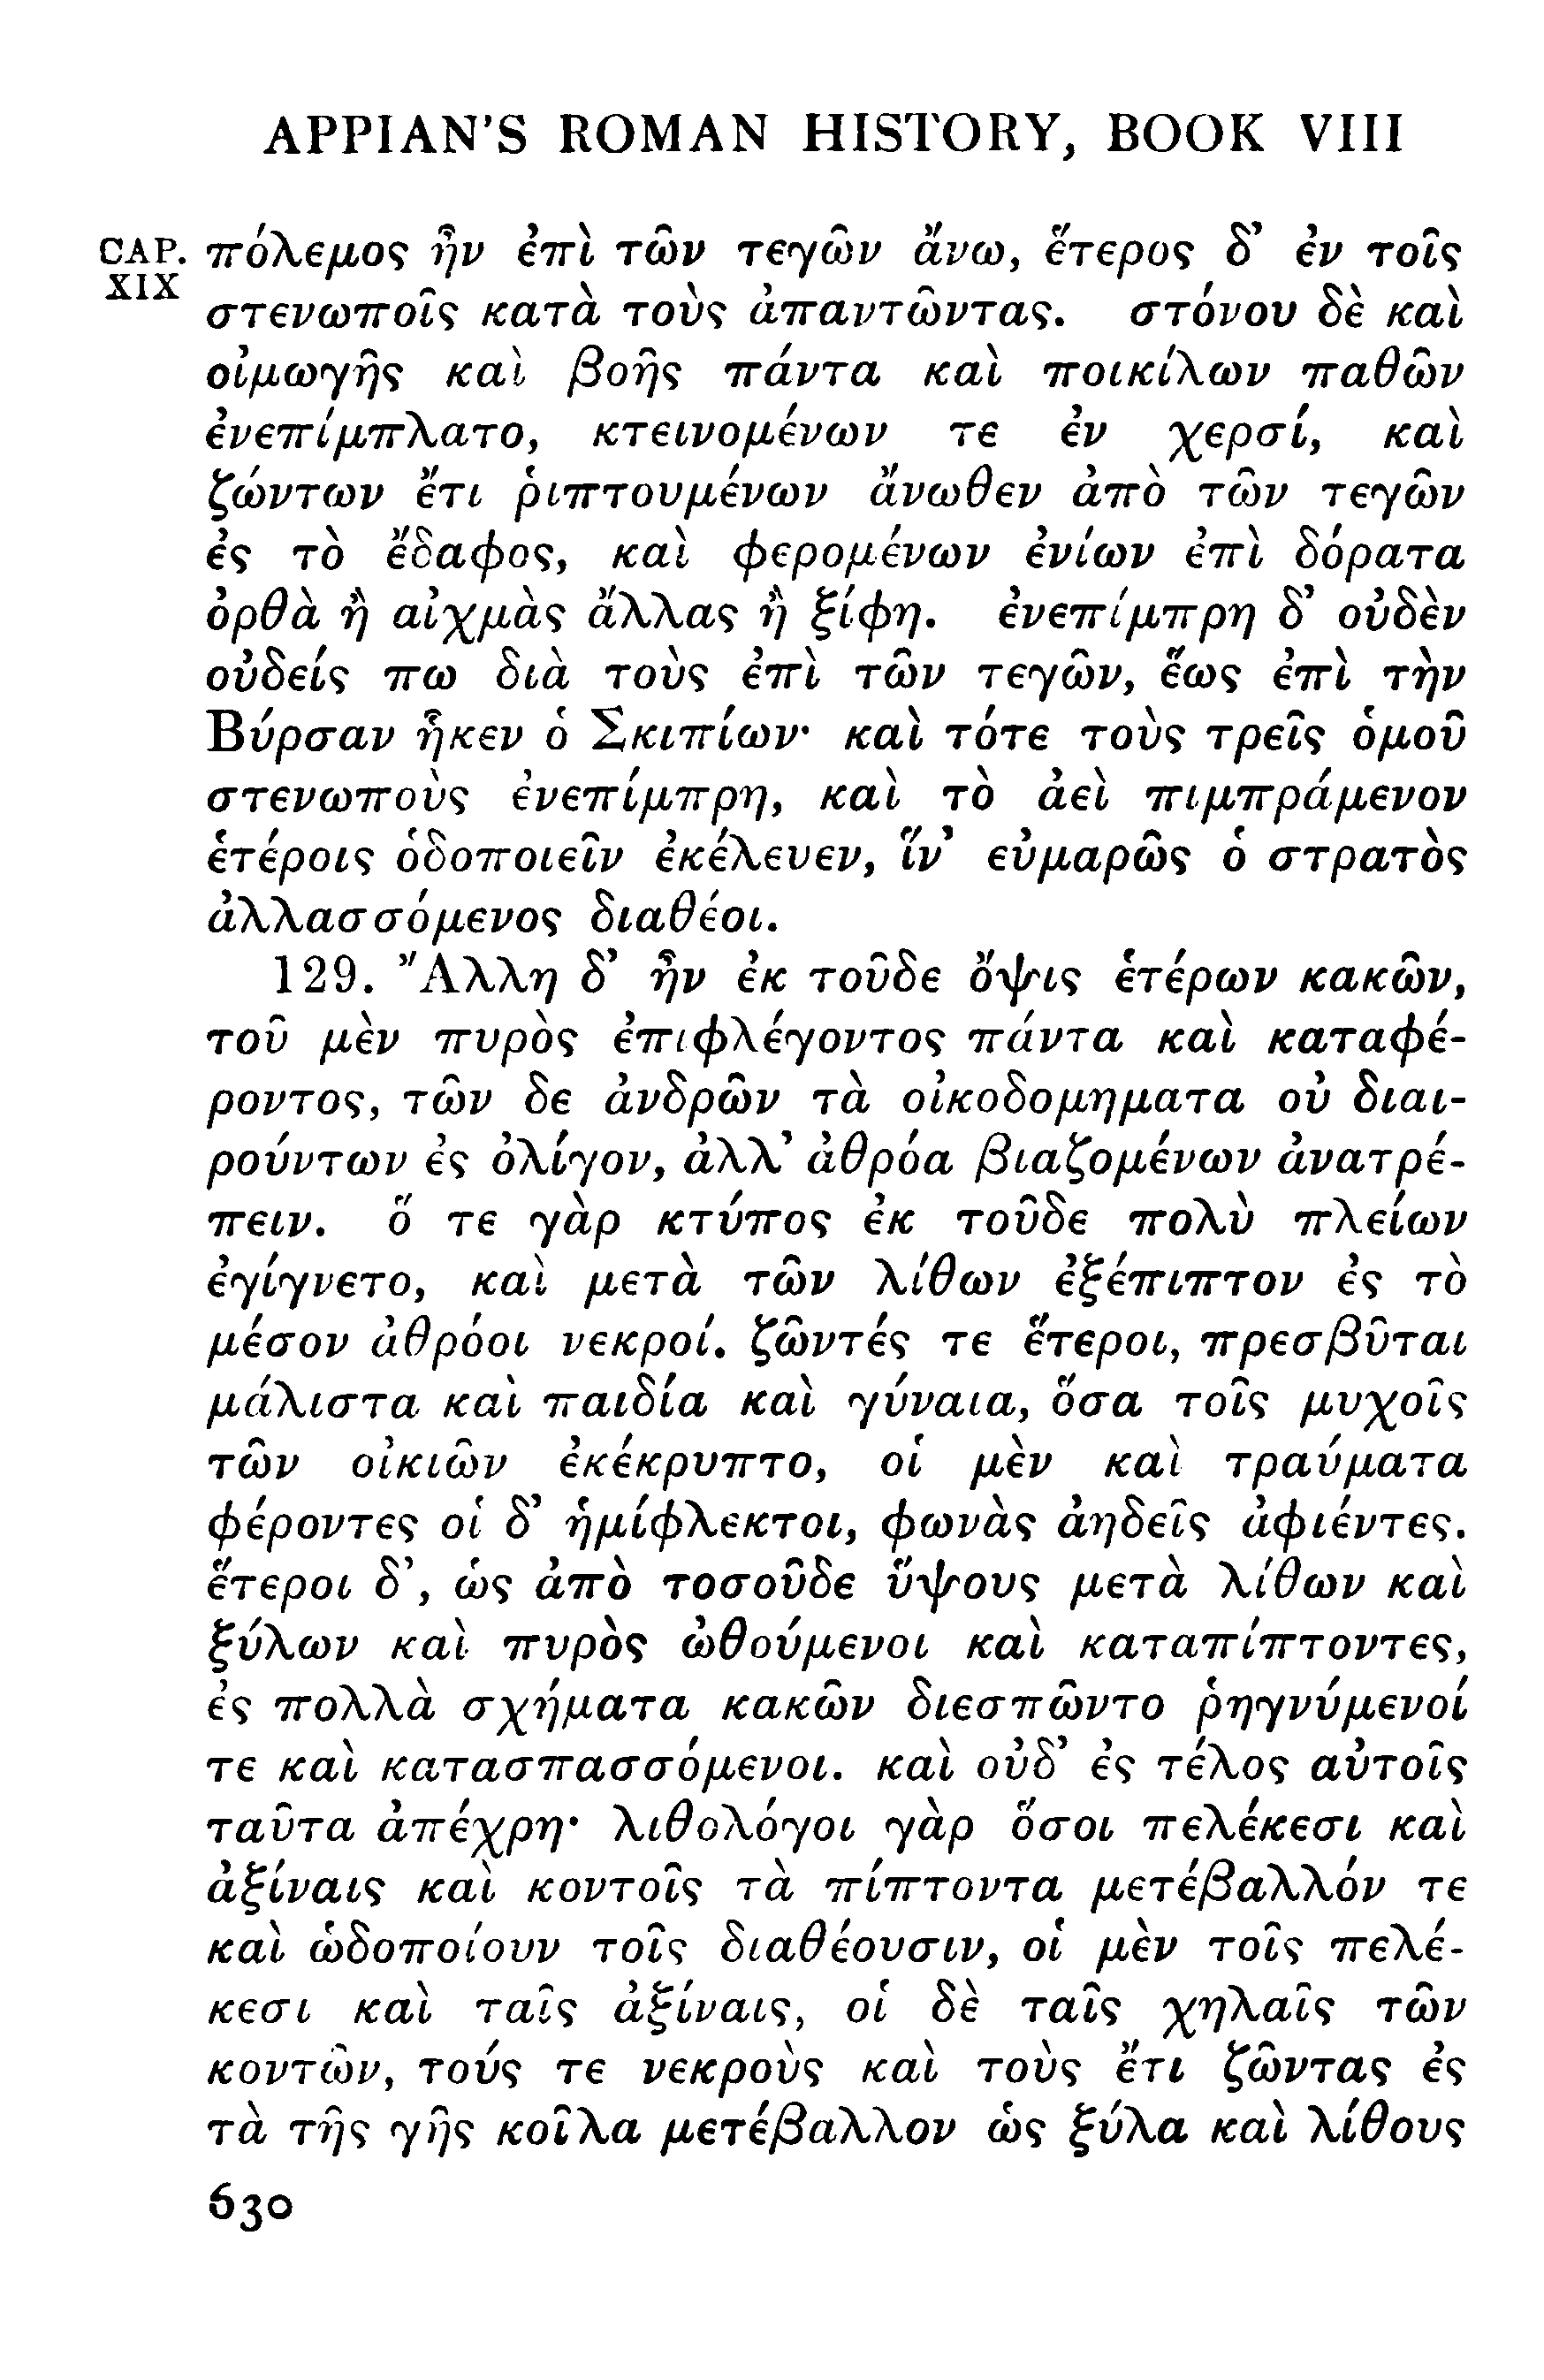 APPIAN'S ROMAN HISTORY, BOOK VIII
CAP. XIX
πόλεμος ἦν ἐπὶ τῶν τεγῶν ἄνω, ἕτερος δ’ ἐν τοῖς
στενωποῖς κατὰ τοὺς ἀπαντῶντας. στόνου δὲ καὶ
οἰμωγῆς καὶ βοῆς πάντα καὶ ποικίλων παθῶν
ἐνεπίμπλατο, κτεινομένων τε ἐν χερσί, καὶ
ζώντων ἔτι ῥιπτουμένων ἄνωθεν ἀπὸ τῶν τεγῶν
ἐς τὸ ἔδαφος, καὶ φερομένων ἐνίων ἐπὶ δόρατα
ὀρθὰ ἢ αἰχμὰς ἄλλας ἢ ξίφη. ἐνεπίμπρη δ’ οὐδὲν
οὐδείς πω διὰ τοὺς ἐπὶ τῶν τεγῶν, ἕως ἐπὶ τὴν
Βύρσαν ἧκεν ὁ Σκιπίων· καὶ τότε τοὺς τρεῖς ὁμοῦ
στενωποὺς ἐνεπίμπρη, καὶ τὸ ἀεὶ πιμπράμενον
ἑτέροις ὁδοποιεῖν ἐκέλευεν, ἵν’ εὐμαρῶς ὁ στρατὸς
ἀλλασσόμενος διαθέοι.
129. Ἄλλη δ’ ἦν ἐκ τοῦδε ὄψις ἑτέρων κακῶν,
τοῦ μὲν πυρὸς ἐπιφλέγοντος πάντα καὶ καταφέ-
ροντος, τῶν δε ἀνδρῶν τὰ οἰκοδομηματα οὐ διαι-
ρούντων ἐς ὀλίγον, ἀλλ’ ἀθρόα βιαζομένων ἀνατρέ-
πειν. ὅ τε γὰρ κτύπος ἐκ τοῦδε πολὺ πλείων
ἐγίγνετο, καὶ μετὰ τῶν λίθων ἐξέπιπτον ἐς τὸ
μέσον ἀθρόοι νεκροί. ζῶντές τε ἕτεροι, πρεσβῦται
μάλιστα καὶ παιδία καὶ γύναια, ὅσα τοῖς μυχοῖς
τῶν οἰκιῶν ἐκέκρυπτο, οἱ μὲν καὶ τραύματα
φέροντες οἱ δ’ ἡμίφλεκτοι, φωνὰς ἀηδεῖς ἀφιέντες.
ἕτεροι δ’, ὡς ἀπὸ τοσοῦδε ὕψους μετὰ λίθων καὶ
ξύλων καὶ πυρὸς ὠθούμενοι καὶ καταπίπτοντες,
ἐς πολλὰ σχήματα κακῶν διεσπῶντο ῥηγνύμενοί
τε καὶ κατασπασσόμενοι. καὶ οὐδ’ ἐς τέλος αὐτοῖς
ταῦτα ἀπέχρη· λιθολόγοι γὰρ ὅσοι πελέκεσι καὶ
ἀξίναις καὶ κοντοῖς τὰ πίπτοντα μετέβαλλόν τε
καὶ ὡδοποίουν τοῖς διαθέουσιν, οἱ μὲν τοῖς πελέ-
κεσι καὶ ταῖς ἀξίναις, οἱ δὲ ταῖς χηλαῖς τῶν
κοντῶν, τούς τε νεκροὺς καὶ τοὺς ἔτι ζῶντας ἐς
τὰ τῆς γῆς κοῖλα μετέβαλλον ὡς ξύλα καὶ λίθους
630